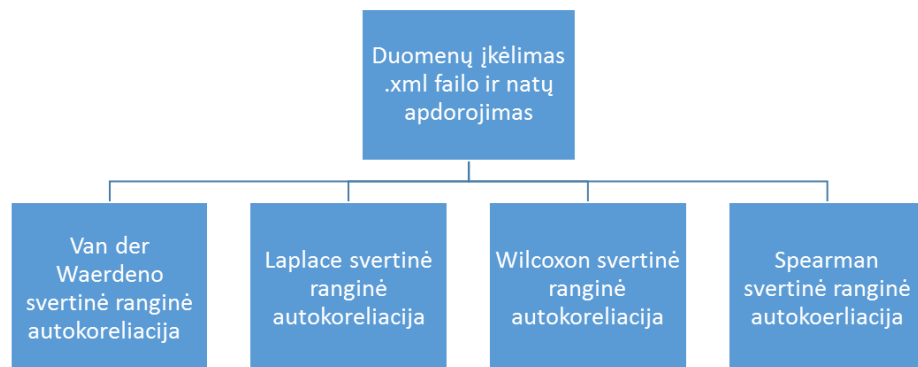 Duomenų įkėlimas
.xml failo ir natų
apdorojimas
Van der
Waerdeno
svertinė ranginė
autokoreliacija
Laplace svertinė
ranginė
autokoreliacija
Wilcoxon svertinė
ranginė
autokoreliacija
Spearman
svertinė ranginė
autokoerliacija